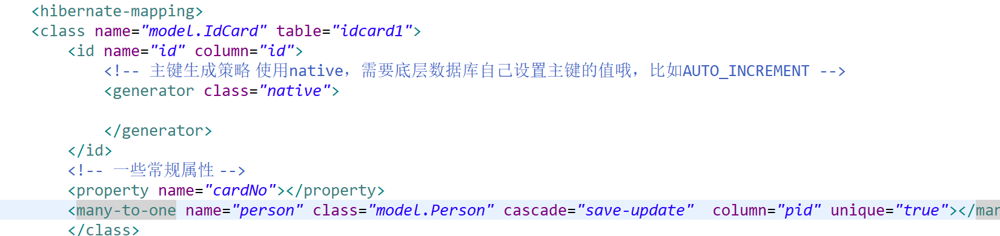 <hibernate-mapping>
<class name="model.IdCard" table="idcard1">
<id name="id" column="id">
<!-- 主键生成策略 使用native，需要底层数据库自己设置主键的值哦，比如AUTO_INCREMENT -->
<generator class="native">
</generator>
</id>
<!-- 一些常规属性 -->
<property name="cardNo"></property>
<many-to-one name="person" class="model.Person" cascade="save-update"  column="pid" unique="true"></mar
</class>